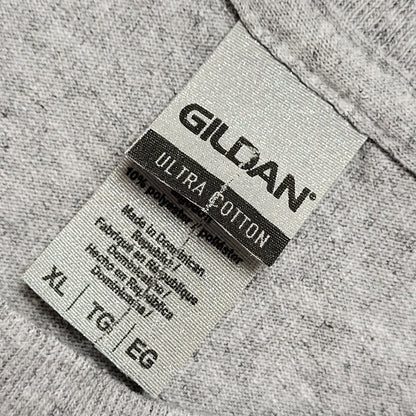 GILDAN®
ULTRA COTTON
10% polyester / poliéster
Made in Dominican
Republic /
Fabriqué en République
Dominicaine /
Hecho en República
Dominicana /
XL / TG / EG